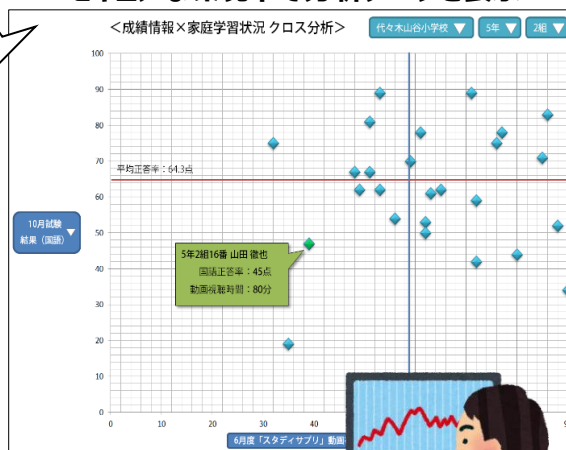 ＜成績情報×家庭学習状況 クロス分析＞
代々木山谷小学校 ▼
5年 ▼
2組 ▼
100
90
80
70
60
50
40
30
20
10
0
平均正答率：64.3点
10月試験
結果（国語）▼
5年2組16番 山田 徹也
国語正答率：45点
動画視聴時間：80分
0
10
20
30
40
6月度「スタディサプリ」動画